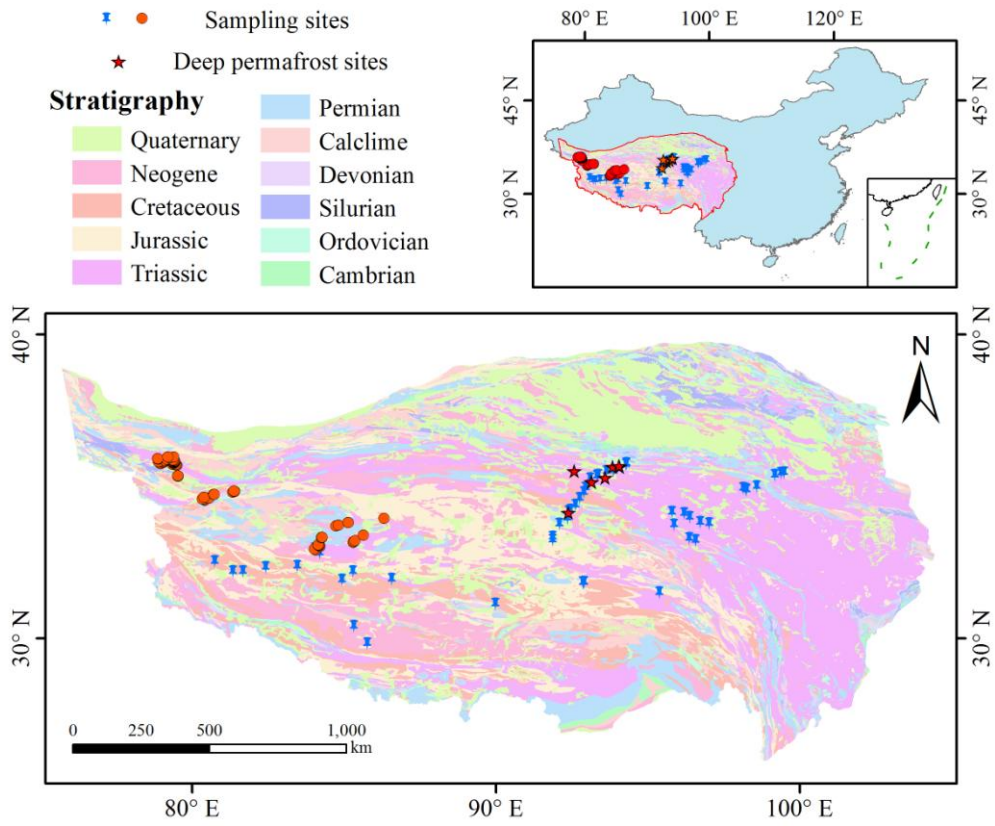 Sampling sites
Deep permafrost sites
Stratigraphy
Quaternary
Neogene
Cretaceous
Jurassic
Triassic
Permian
Calclime
Devonian
Silurian
Ordovician
Cambrian
80° E 100° E 120° E
45° N 45° N
30° N 30° N
40° N 40° N
N
30° N 30° N
0 250 500 1,000
km
80° E 90° E 100° E